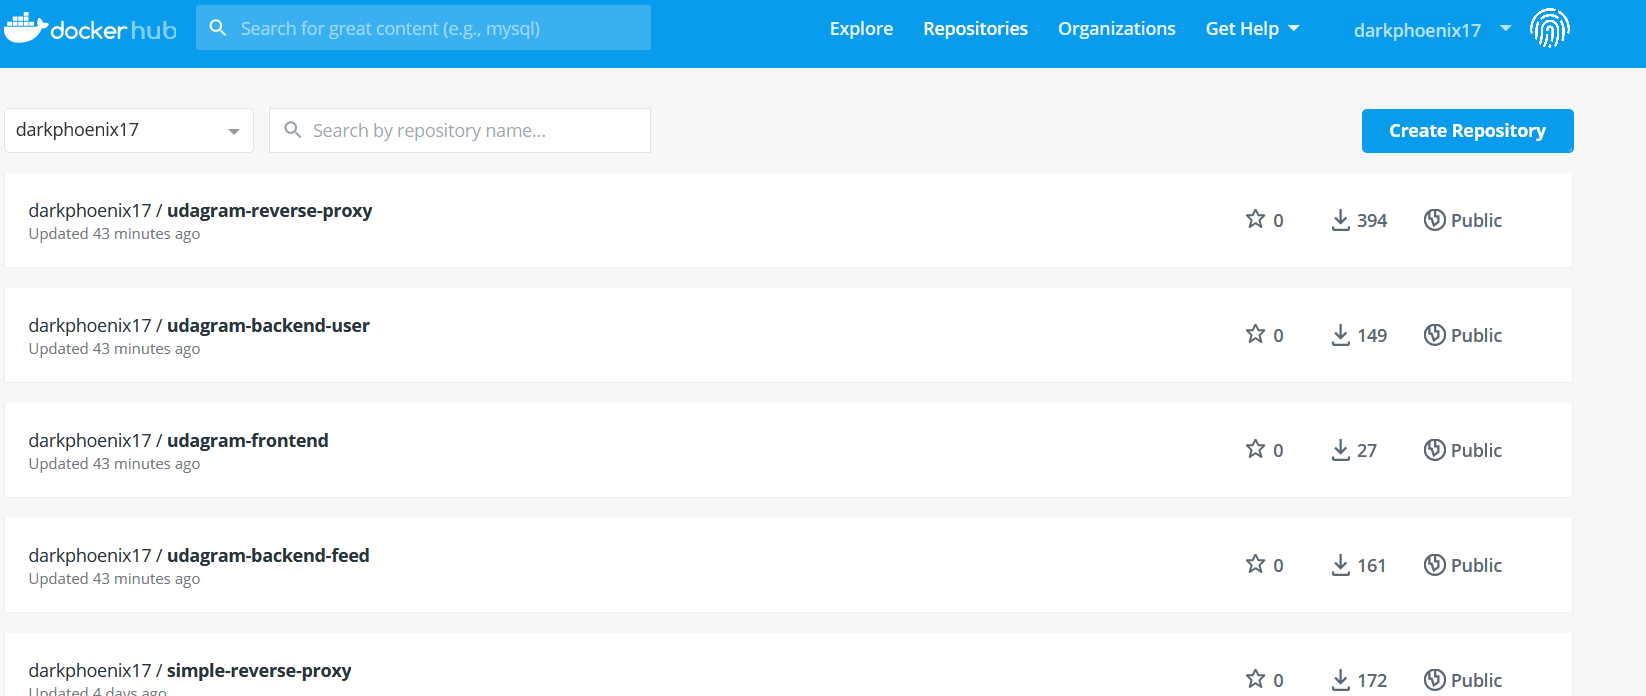 docker hub
Search for great content (e.g., mysql)
Explore
Repositories
Organizations
Get Help
darkphoenix17
darkphoenix17
Search by repository name...
Create Repository
darkphoenix17 / udagram-reverse-proxy
Updated 43 minutes ago
0
394
Public
darkphoenix17 / udagram-backend-user
Updated 43 minutes ago
0
149
Public
darkphoenix17 / udagram-frontend
Updated 43 minutes ago
0
27
Public
darkphoenix17 / udagram-backend-feed
Updated 43 minutes ago
0
161
Public
darkphoenix17 / simple-reverse-proxy
Updated 4 days ago
0
172
Public